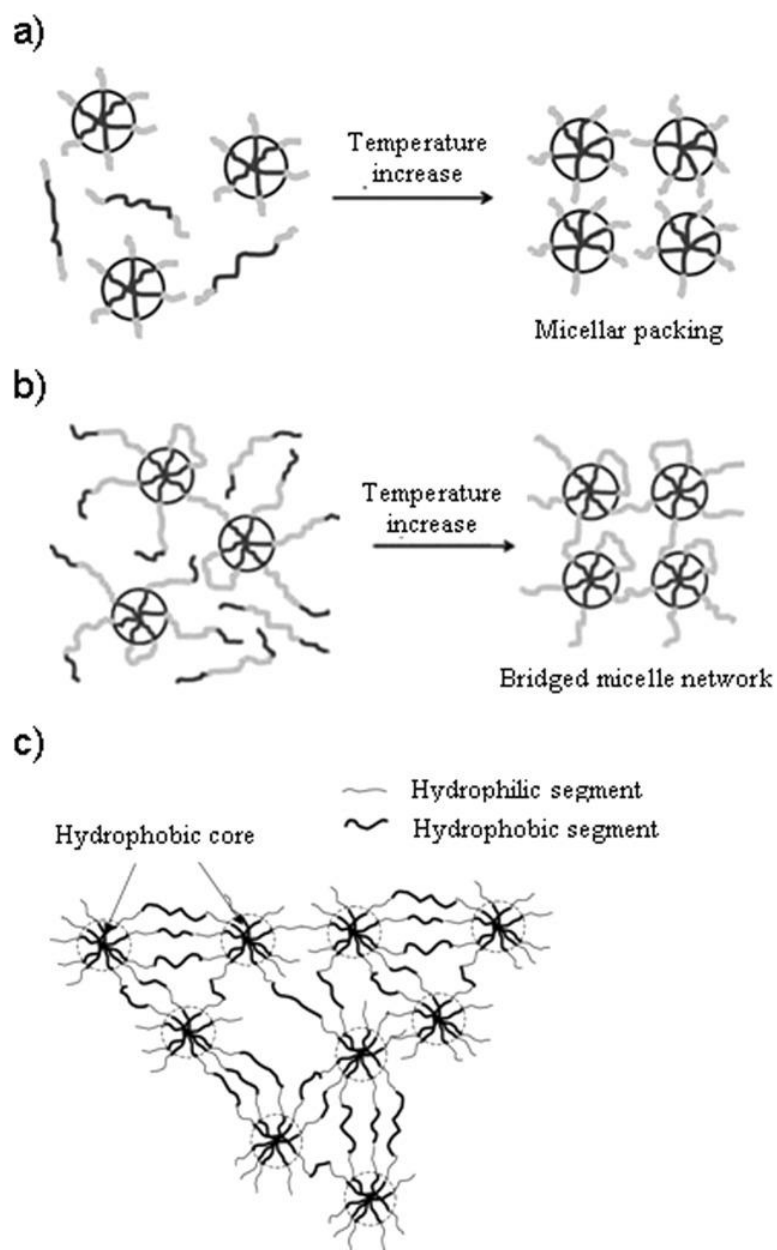 a)
Temperature
increase
Micellar packing
b)
Temperature
increase
Bridged micelle network
c)
Hydrophilic segment
Hydrophobic segment
Hydrophobic core